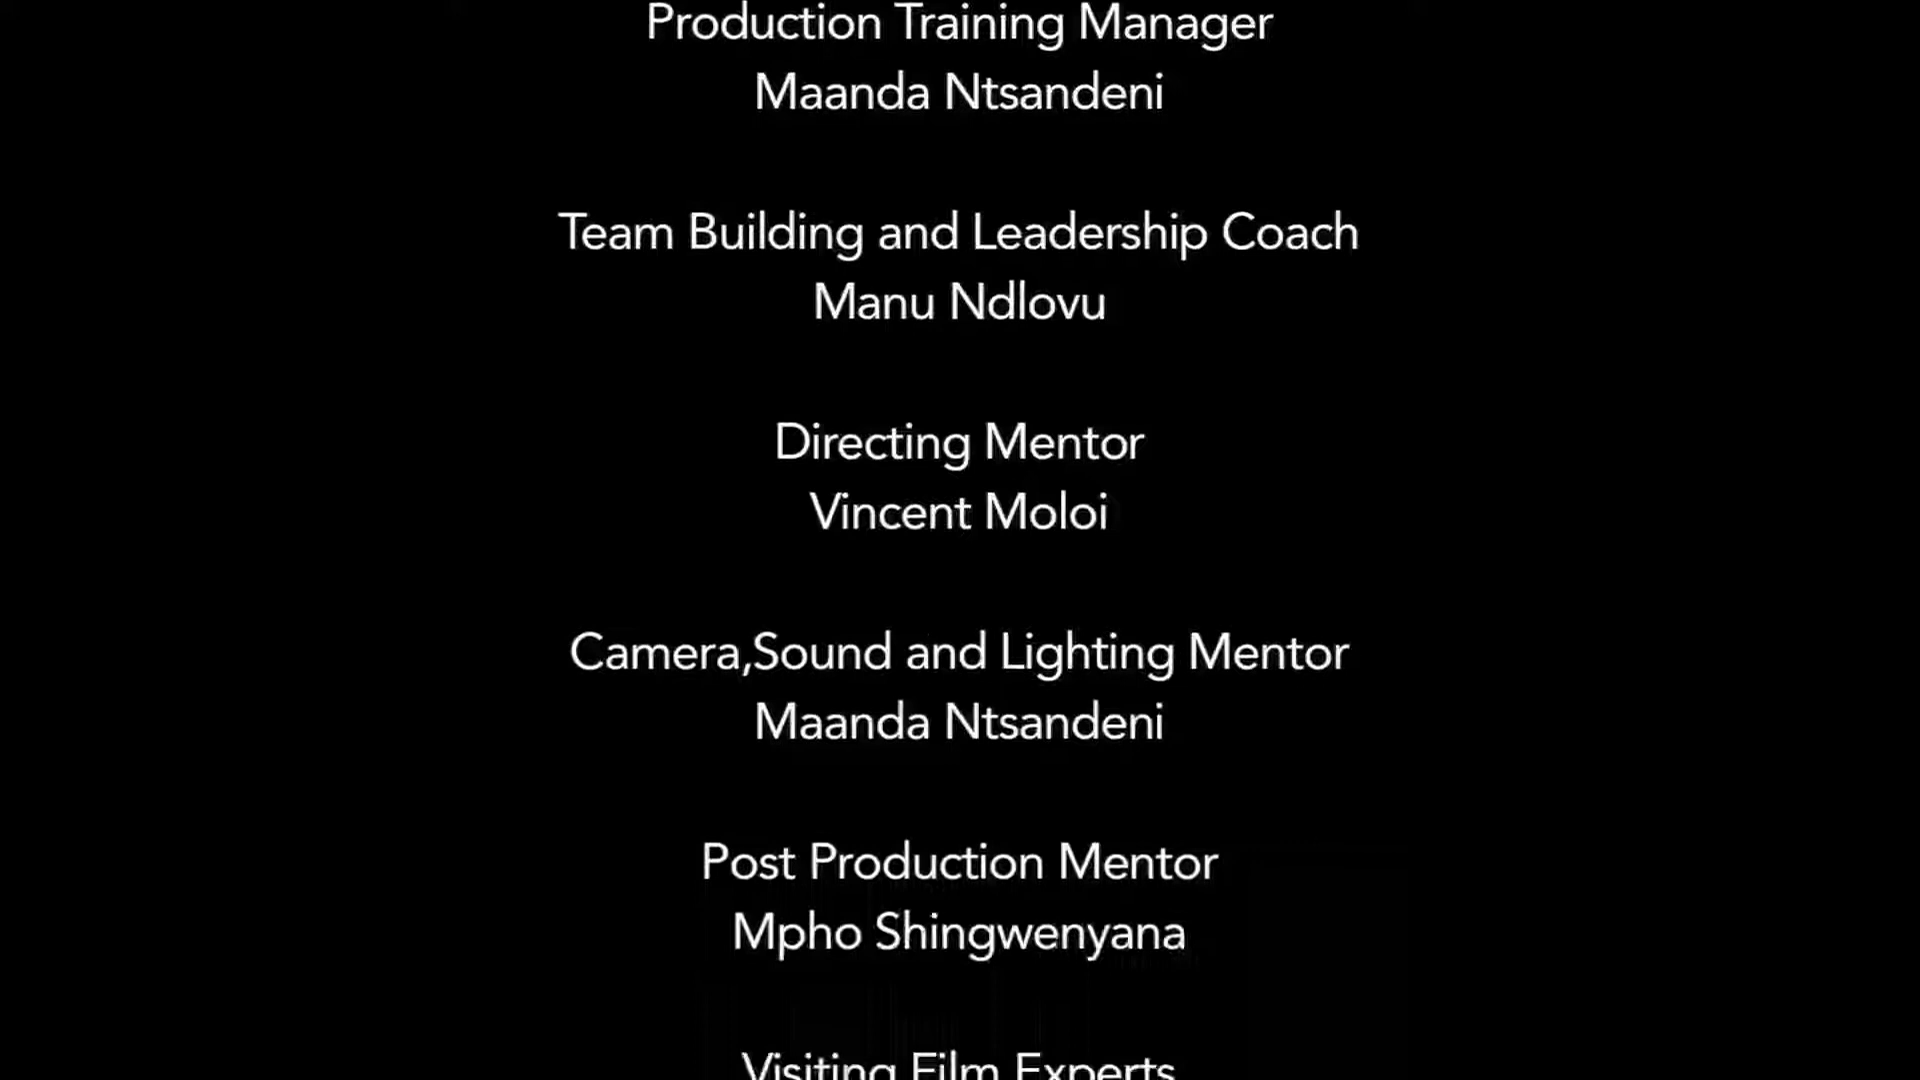 Production Training Manager
Maanda Ntsandeni
Team Building and Leadership Coach
Manu Ndlovu
Directing Mentor
Vincent Moloi
Camera,Sound and Lighting Mentor
Maanda Ntsandeni
Post Production Mentor
Mpho Shingwenyana
Visiting Film Experts